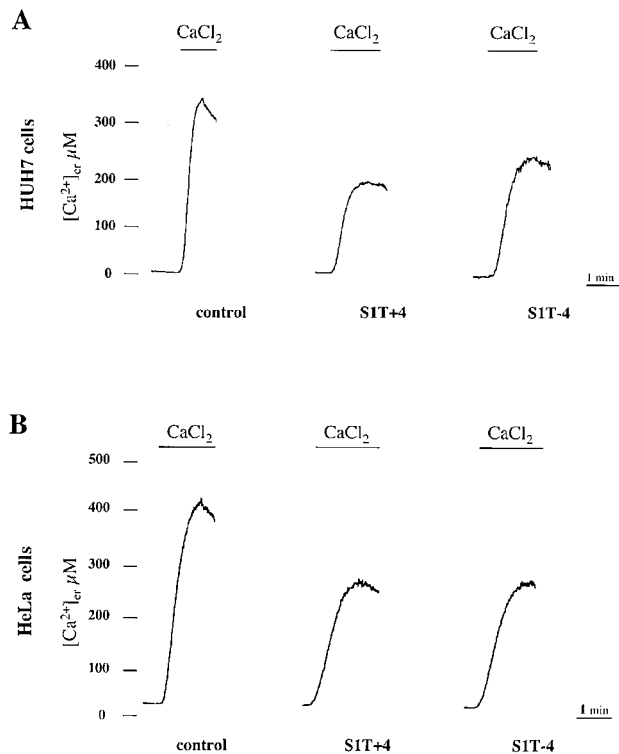 A
CaCl2 CaCl2 CaCl2
400
300
200
100
0
HUH7 cells
[Ca2+]er µM
1 min
control S1T+4 S1T-4
B
CaCl2 CaCl2 CaCl2
500
400
300
200
100
0
HeLa cells
[Ca2+]er µM
1 min
control S1T+4 S1T-4